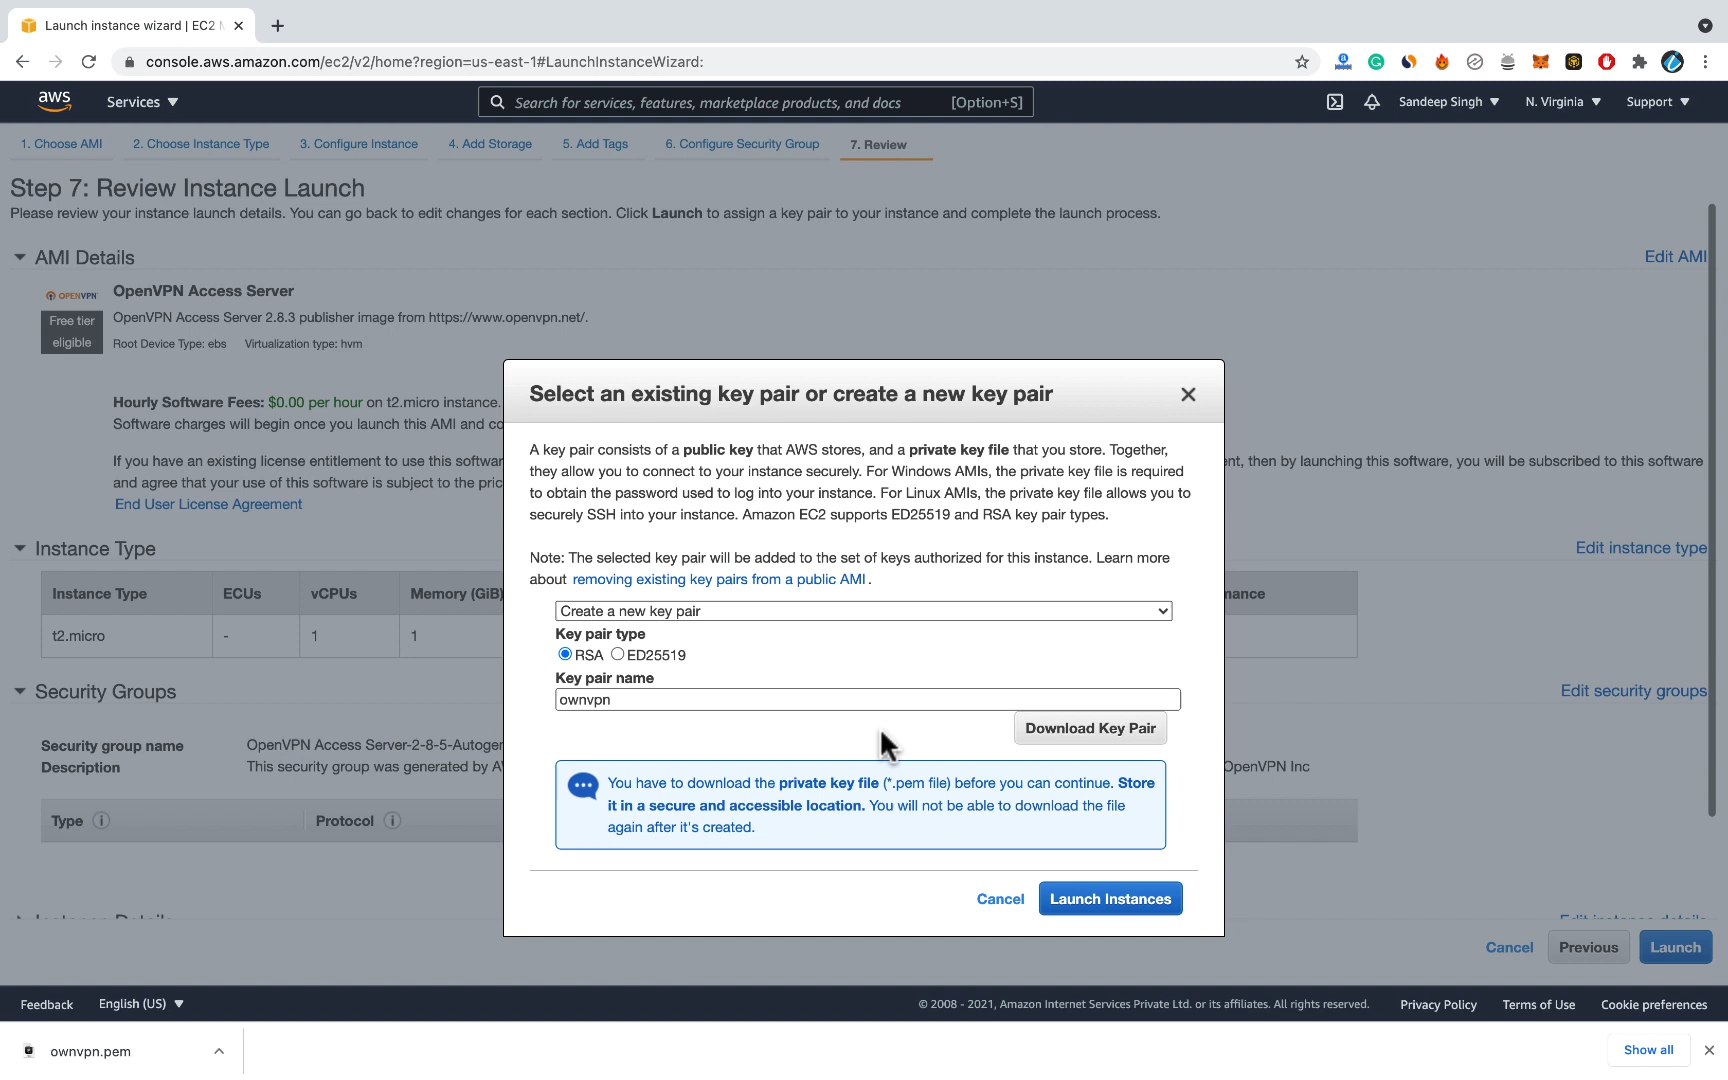 Launch instance wizard | EC2
console.aws.amazon.com/ec2/v2/home?region=us-east-1#LaunchInstanceWizard:
aws
Services
Search for services, features, marketplace products, and docs
[Option+S]
Sandeep Singh
N. Virginia
Support
1. Choose AMI
2. Choose Instance Type
3. Configure Instance
4. Add Storage
5. Add Tags
6. Configure Security Group
7. Review
Step 7: Review Instance Launch
Please review your instance launch details. You can go back to edit changes for each section. Click Launch to assign a key pair to your instance and complete the launch process.
AMI Details
Edit AMI
OPENVPN
Free tier
eligible
OpenVPN Access Server
OpenVPN Access Server 2.8.3 publisher image from https://www.openvpn.net/.
Root Device Type: ebs Virtualization type: hvm
Hourly Software Fees: $0.00 per hour on t2.micro instance.
Software charges will begin once you launch this AMI and
If you have an existing license entitlement to use this
, then by launching this software, you will be subscribed to this software
and agree that your use of this software is subject to the
End User License Agreement
Select an existing key pair or create a new key pair
A key pair consists of a public key that AWS stores, and a private key file that you store. Together,
they allow you to connect to your instance securely. For Windows AMIs, the private key file is required
to obtain the password used to log into your instance. For Linux AMIs, the private key file allows you to
securely SSH into your instance. Amazon EC2 supports ED25519 and RSA key pair types.
Note: The selected key pair will be added to the set of keys authorized for this instance. Learn more
about removing existing key pairs from a public AMI .
Create a new key pair
Key pair type
RSA ED25519
Key pair name
ownvpn
Download Key Pair
You have to download the private key file (*.pem file) before you can continue. Store
it in a secure and accessible location. You will not be able to download the file
again after it's created.
Cancel
Launch Instances
Instance Type
Edit instance type
Instance Type
ECUs
vCPUs
Memory (GiB)
t2.micro
-
1
1
Security Groups
Edit security groups
Security group name
OpenVPN Access Server-2-8-5-Autoger
Description
This security group was generated by
OpenVPN Inc
Type
Protocol
Cancel
Previous
Launch
Feedback
English (US)
© 2008 - 2021, Amazon Internet Services Private Ltd. or its affiliates. All rights reserved.
Privacy Policy
Terms of Use
Cookie preferences
ownvpn.pem
Show all